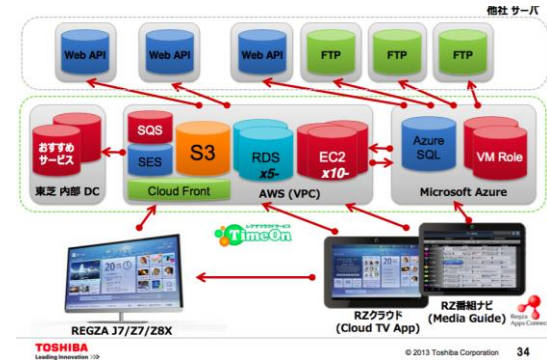 他社 サーバ
Web API
Web API
Web API
FTP
FTP
FTP
おすすめ
サービス
東芝 内部 DC
SQS
SES
S3
RDS
x5-
EC2
x10-
Cloud Front
AWS (VPC)
Azure
SQL
VM Role
Microsoft Azure
TimeOn
REGZA J7/Z7/Z8X
RZクラウド
(Cloud TV App)
RZ番組ナビ
(Media Guide)
Regza
Apps Connect
TOSHIBA
Leading Innovation >>>
© 2013 Toshiba Corporation
34